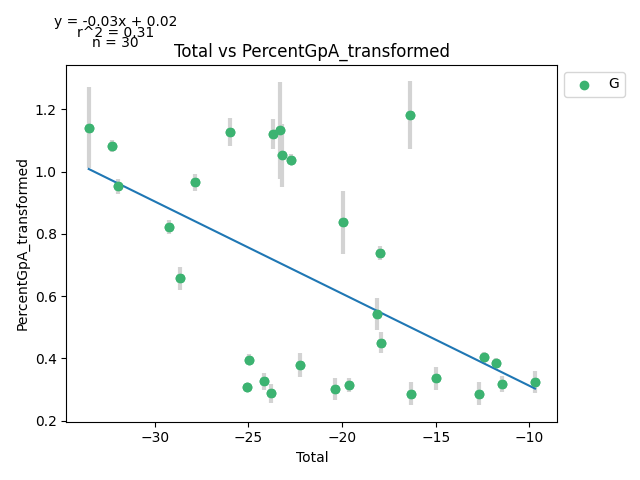 y = -0.03x + 0.02
r^2 = 0.31
n = 30
Total vs PercentGpA_transformed
G
1.2
1.0
0.8
0.6
0.4
0.2
PercentGpA_transformed
−30
−25
−20
−15
−10
Total